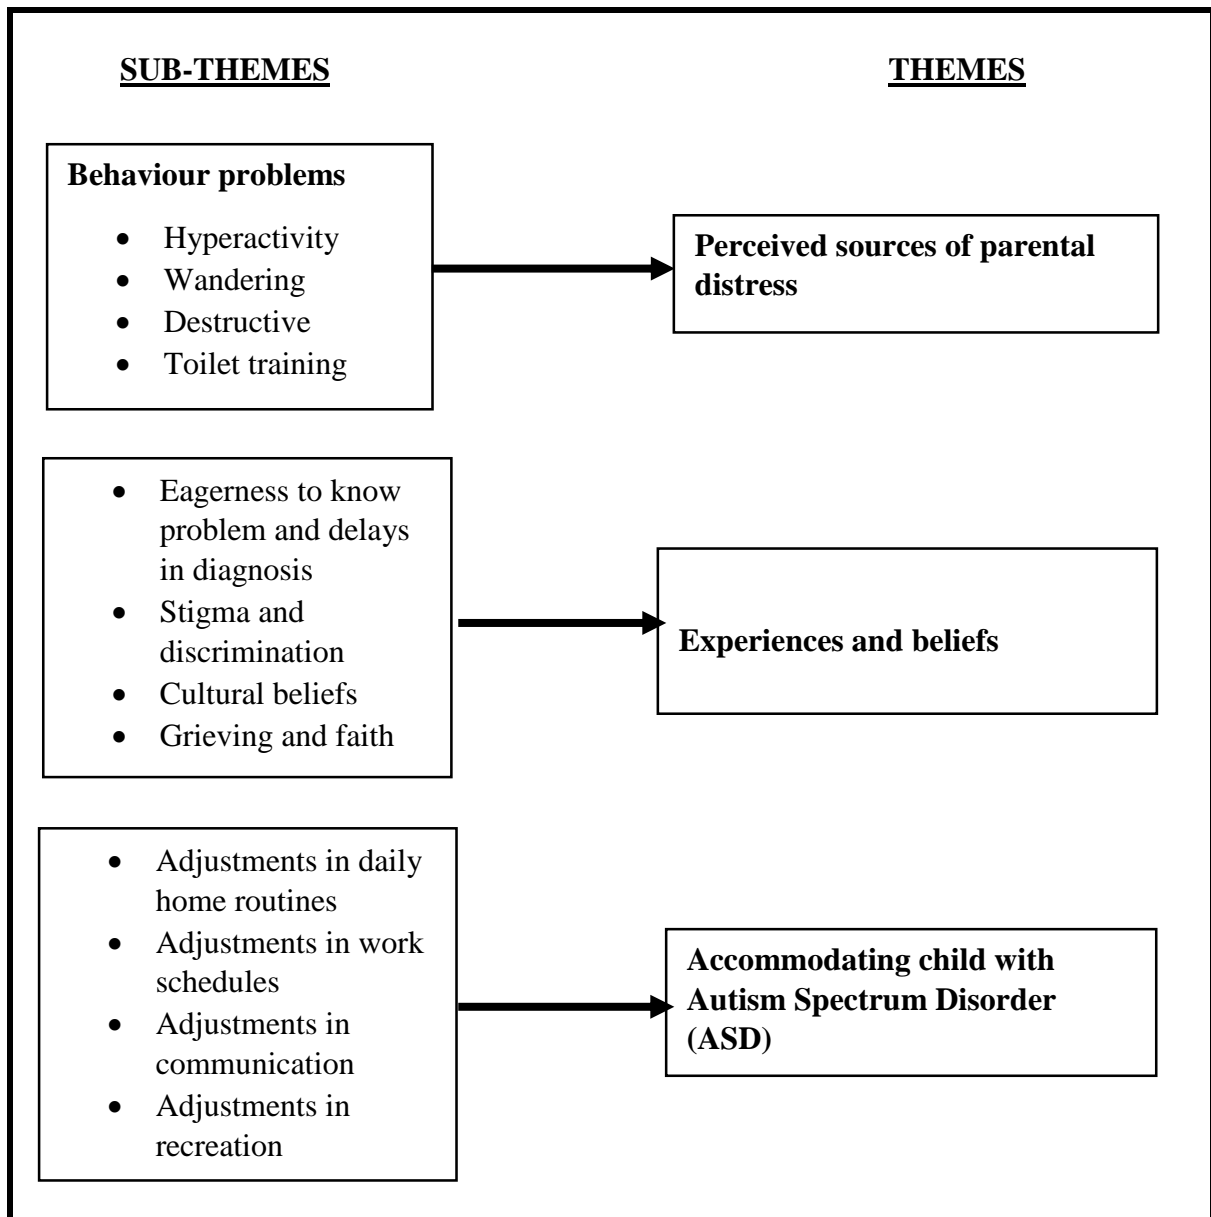 SUB-THEMES
THEMES
Behaviour problems
• Hyperactivity
• Wandering
• Destructive
• Toilet training
Perceived sources of parental
distress
• Eagerness to know
problem and delays
in diagnosis
• Stigma and
discrimination
• Cultural beliefs
• Grieving and faith
Experiences and beliefs
• Adjustments in daily
home routines
• Adjustments in work
schedules
• Adjustments in
communication
• Adjustments in
recreation
Accommodating child with
Autism Spectrum Disorder
(ASD)